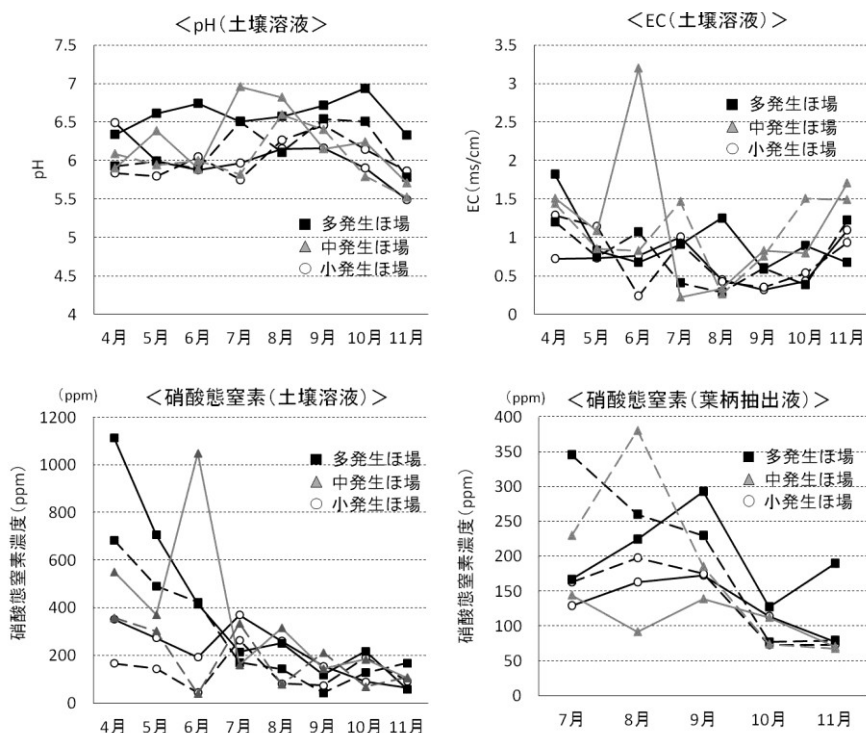 ＜pH（土壌溶液）＞
7.5
7
6.5
6
5.5
5
4.5
4
pH
多発生ほ場
中発生ほ場
小発生ほ場
4月 5月 6月 7月 8月 9月 10月 11月
＜EC（土壌溶液）＞
3.5
3
2.5
2
1.5
1
0.5
0
EC（ms/cm）
多発生ほ場
中発生ほ場
小発生ほ場
4月 5月 6月 7月 8月 9月 10月 11月
（ppm） ＜硝酸態窒素（土壌溶液）＞
1200
1000
800
600
400
200
0
硝酸態窒素濃度（ppm）
多発生ほ場
中発生ほ場
小発生ほ場
4月 5月 6月 7月 8月 9月 10月 11月
（ppm） ＜硝酸態窒素（葉柄抽出液）＞
400
350
300
250
200
150
100
50
0
硝酸態窒素濃度（ppm）
多発生ほ場
中発生ほ場
小発生ほ場
7月 8月 9月 10月 11月